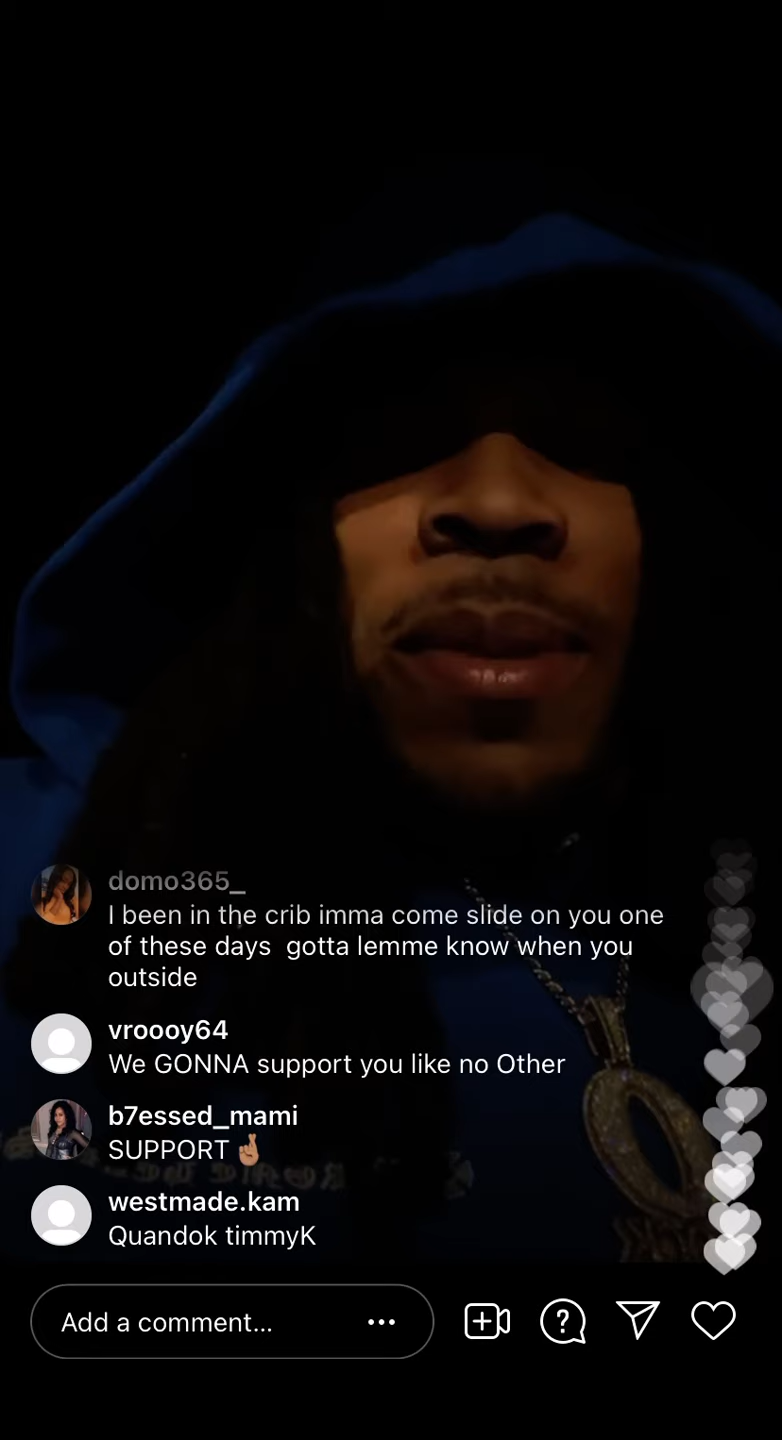 domo365_
I been in the crib imma come slide on you one
of these days  gotta lemme know when you
outside
vroooy64
We GONNA support you like no Other
b7essed_mami
SUPPORT 🤞🏽
westmade.kam
Quandok timmyK
Add a comment...